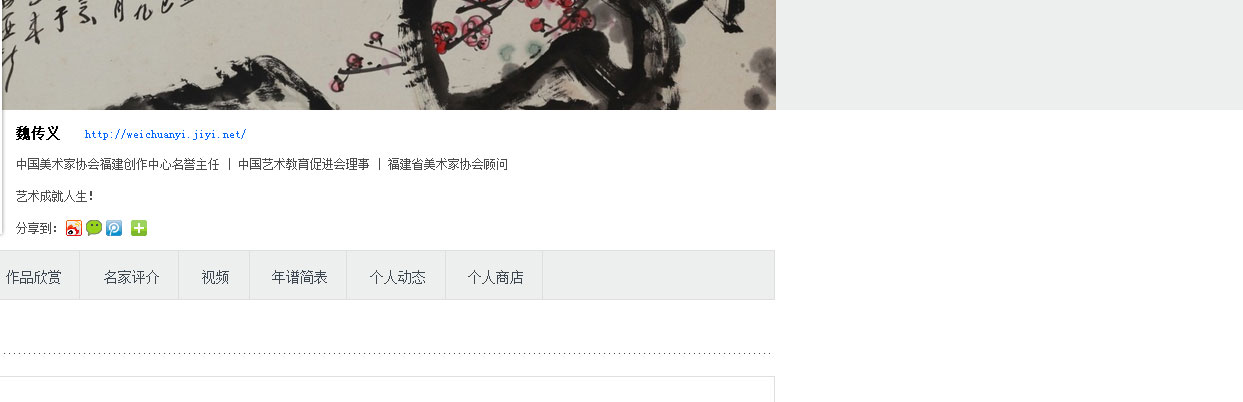 魏传义 http://weichuanyi.jiyi.net/
中国美术家协会福建创作中心名誉主任 | 中国艺术教育促进会理事 | 福建省美术家协会顾问
艺术成就人生！
分享到：
作品欣赏 名家评介 视频 年谱简表 个人动态 个人商店